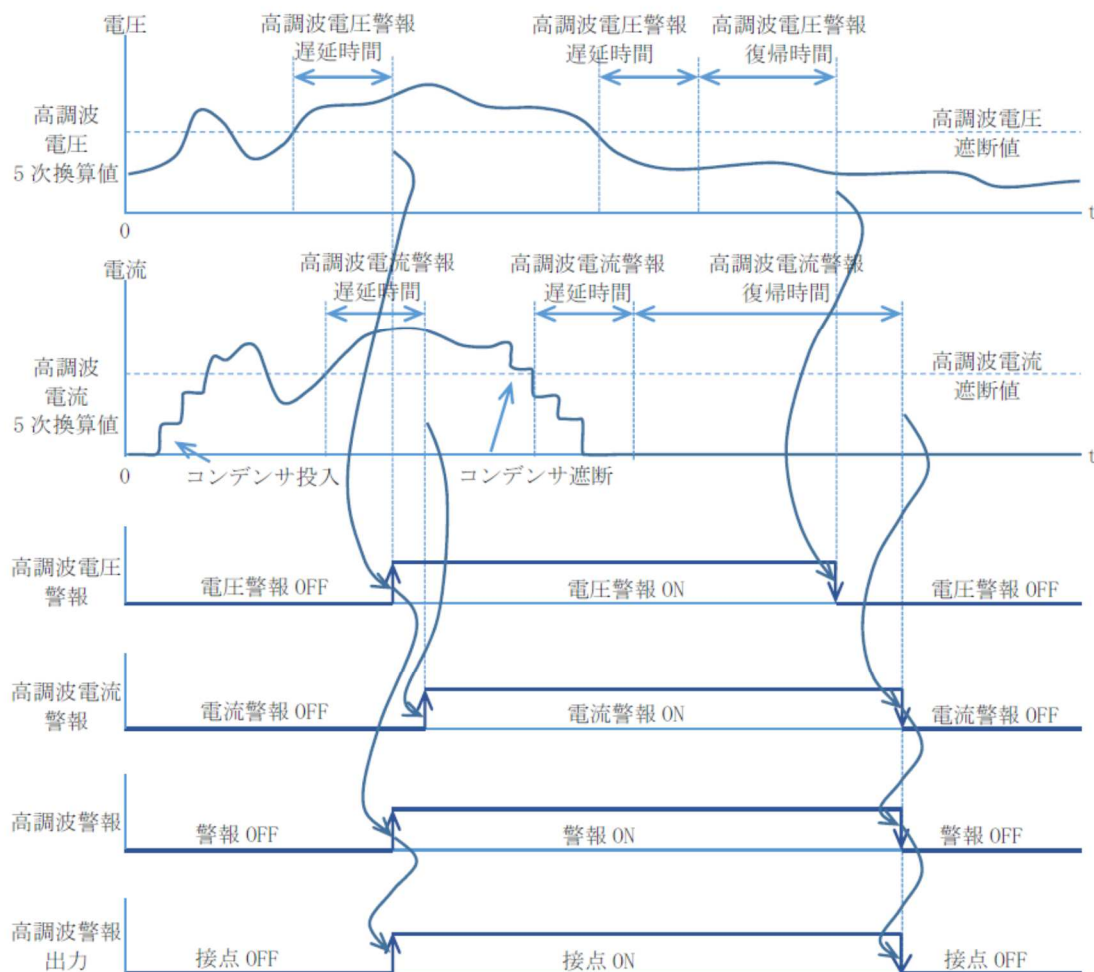 電圧
高調波電圧警報
遅延時間
高調波電圧警報
遅延時間
高調波電圧警報
復帰時間
高調波
電圧
5 次換算値
高調波電圧
遮断値
0
t
電流
高調波電流警報
遅延時間
高調波電流警報
遅延時間
高調波電流警報
復帰時間
高調波
電流
5 次換算値
高調波電流
遮断値
0
コンデンサ投入
コンデンサ遮断
t
高調波電圧
警報
電圧警報 OFF
電圧警報 ON
電圧警報 OFF
高調波電流
警報
電流警報 OFF
電流警報 ON
電流警報 OFF
高調波警報
警報 OFF
警報 ON
警報 OFF
高調波警報
出力
接点 OFF
接点 ON
接点 OFF